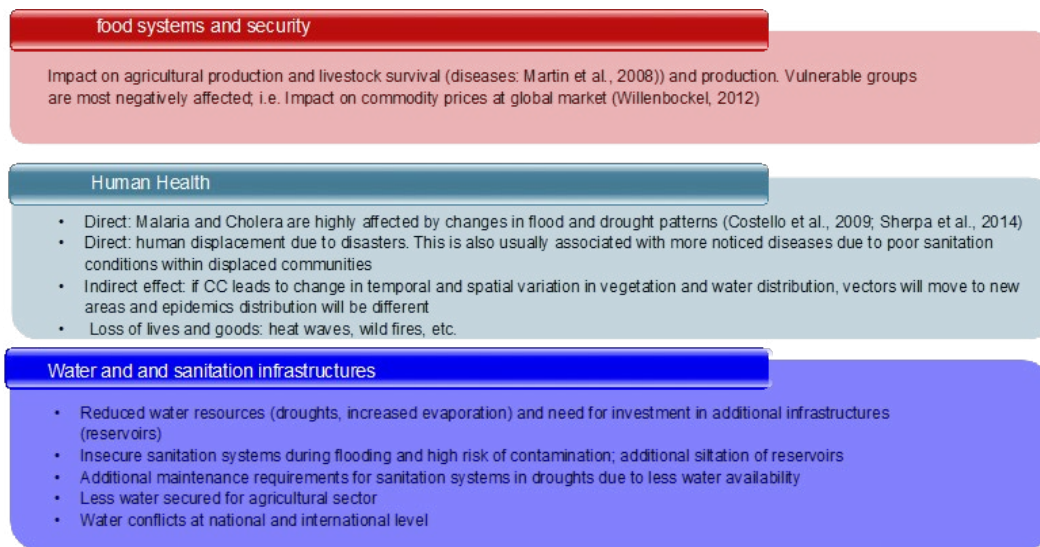 food systems and security
Impact on agricultural production and livestock survival (diseases: Martin et al., 2008)) and production. Vulnerable groups
are most negatively affected; i.e. Impact on commodity prices at global market (Willenbockel, 2012)
Human Health
• Direct: Malaria and Cholera are highly affected by changes in flood and drought patterns (Costello et al., 2009; Sherpa et al., 2014)
• Direct: human displacement due to disasters. This is also usually associated with more noticed diseases due to poor sanitation
conditions within displaced communities
• Indirect effect: if CC leads to change in temporal and spatial variation in vegetation and water distribution, vectors will move to new
areas and epidemics distribution will be different
• Loss of lives and goods: heat waves, wild fires, etc.
Water and and sanitation infrastructures
• Reduced water resources (droughts, increased evaporation) and need for investment in additional infrastructures
(reservoirs)
• Insecure sanitation systems during flooding and high risk of contamination; additional siltation of reservoirs
• Additional maintenance requirements for sanitation systems in droughts due to less water availability
• Less water secured for agricultural sector
• Water conflicts at national and international level